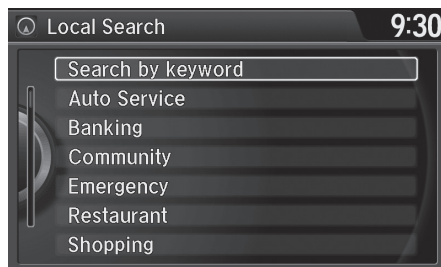 Local Search
9:30
Search by keyword
Auto Service
Banking
Community
Emergency
Restaurant
Shopping